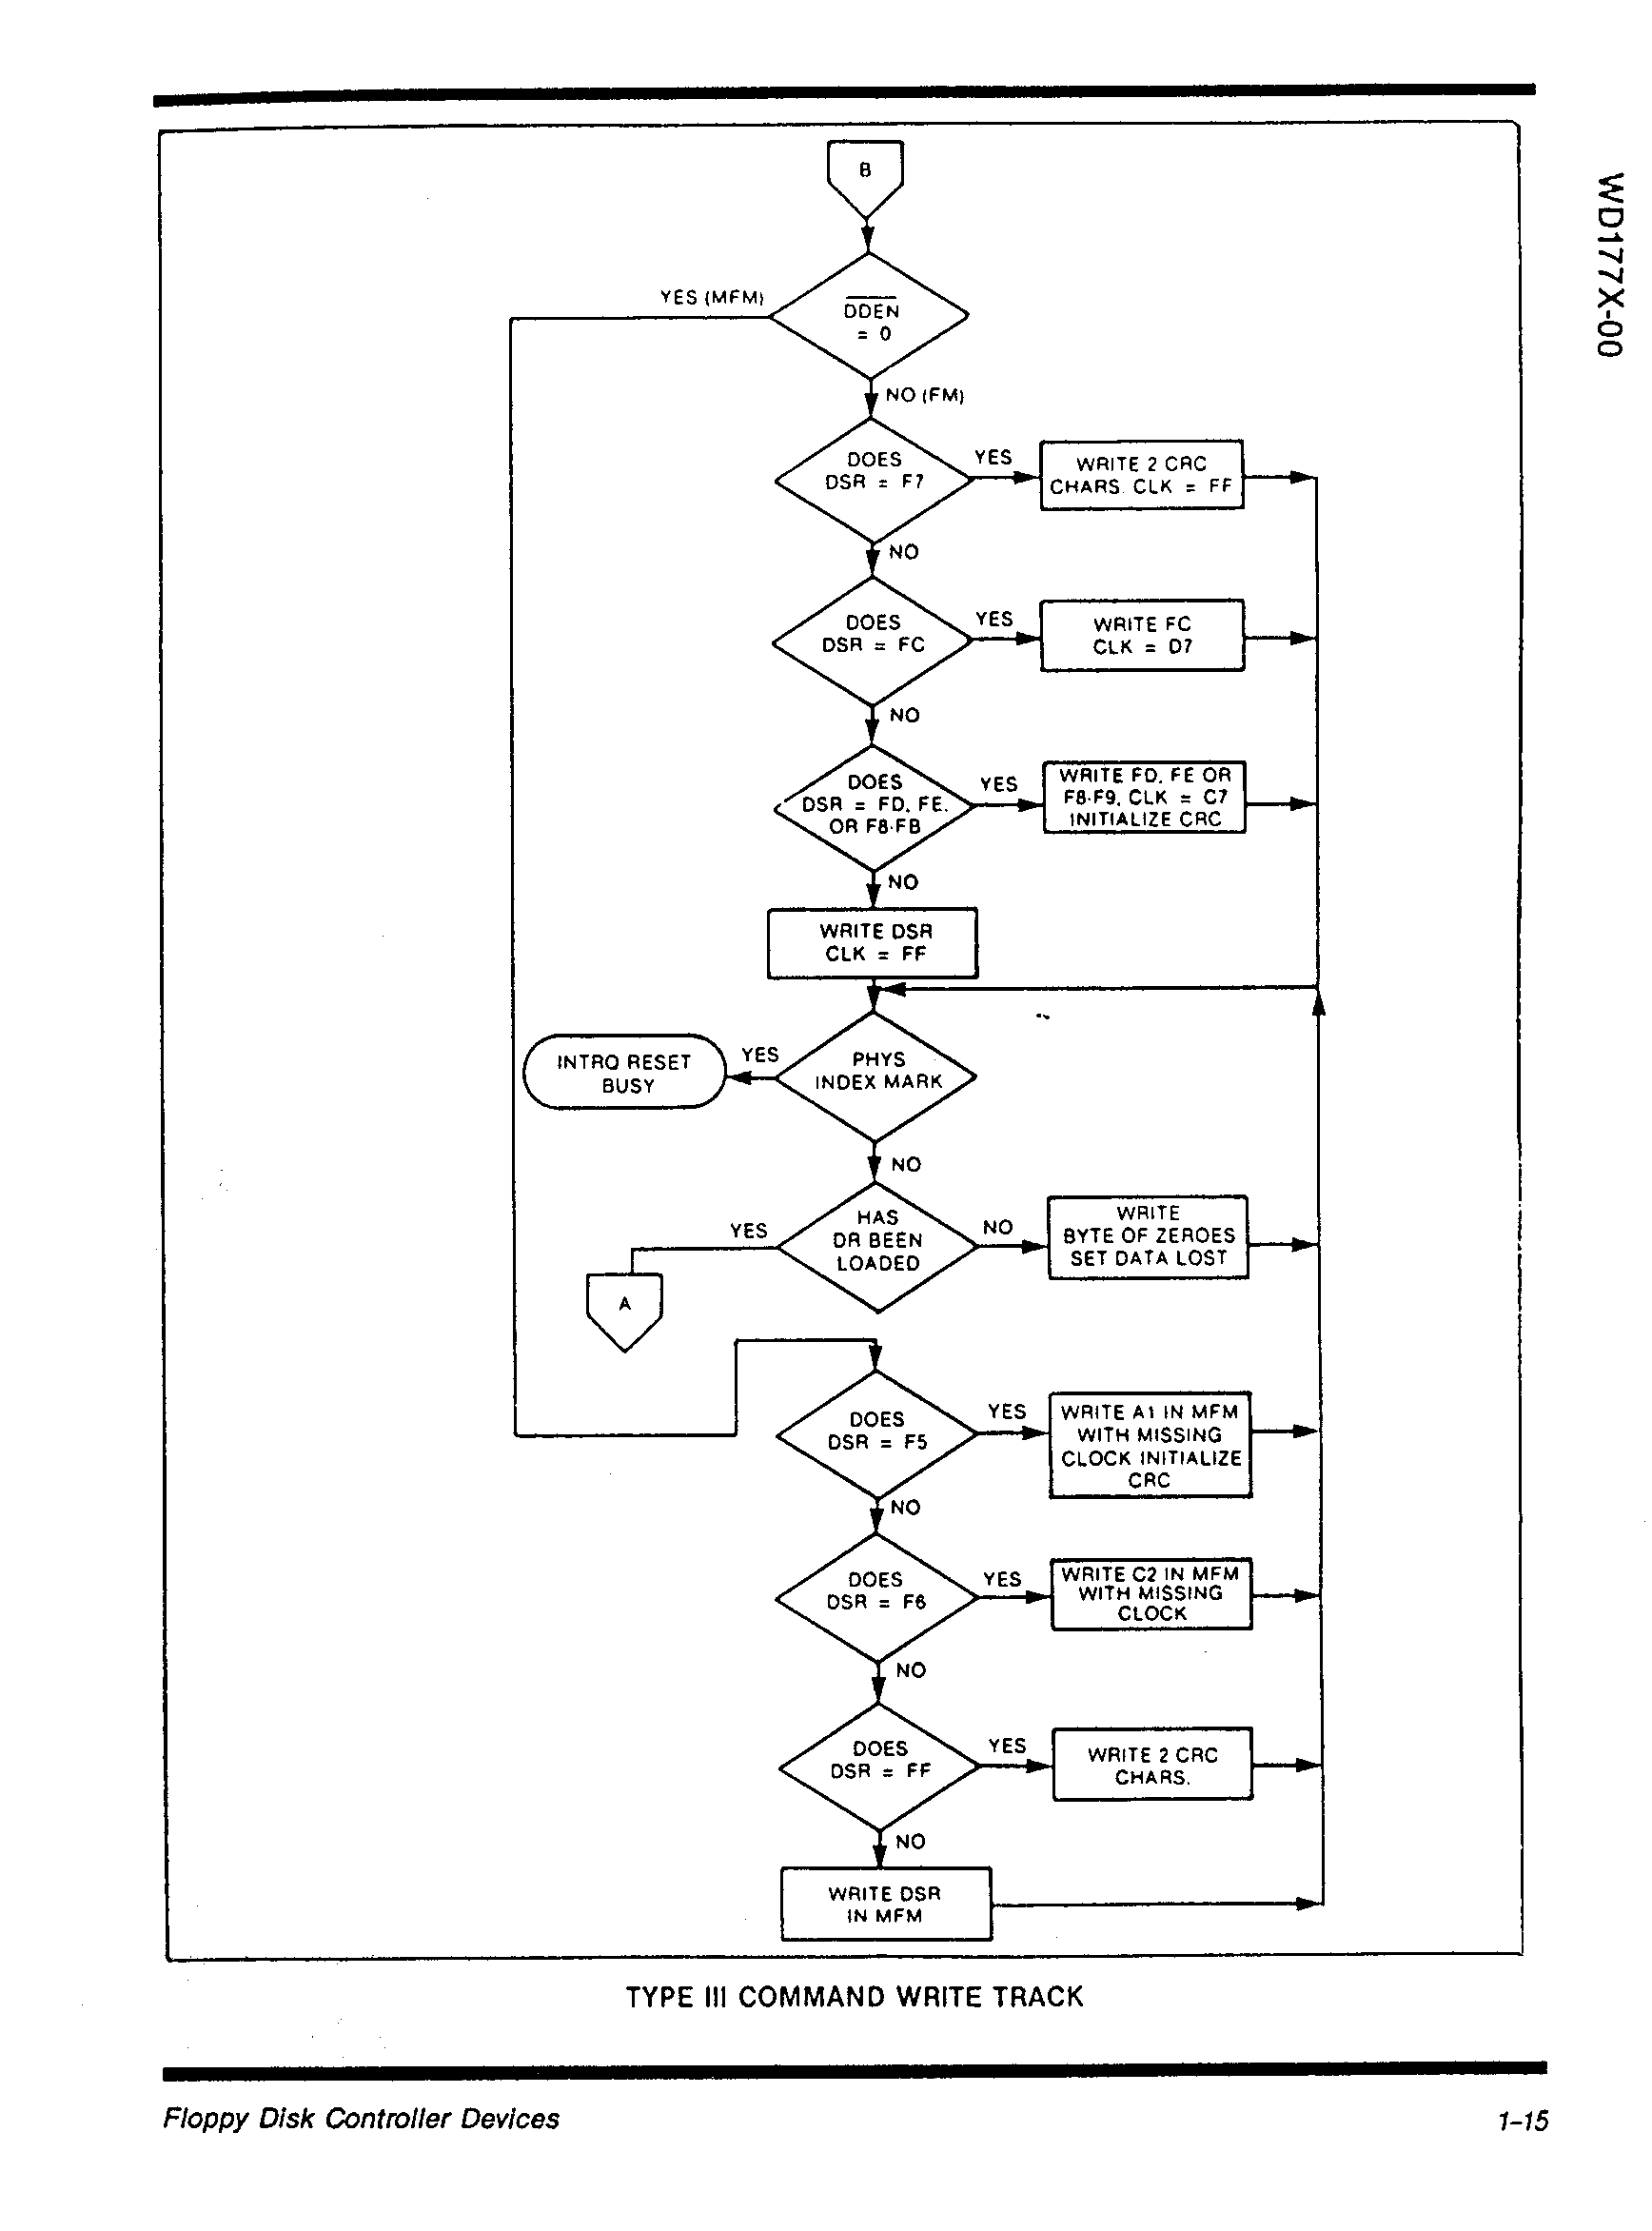 WD177X-00
B
YES (MFM)
DDEN
= 0
NO (FM)
DOES
DSR = F7
YES
WRITE 2 CRC
CHARS. CLK = FF
NO
DOES
DSR = FC
YES
WRITE FC
CLK = D7
NO
DOES
DSR = FD, FE,
OR F8-FB
YES
WRITE FD, FE OR
F8-F9, CLK = C7
INITIALIZE CRC
NO
WRITE DSR
CLK = FF
INTRQ RESET
BUSY
YES
PHYS
INDEX MARK
NO
YES
HAS
DR BEEN
LOADED
NO
WRITE
BYTE OF ZEROES
SET DATA LOST
A
DOES
DSR = F5
YES
WRITE A1 IN MFM
WITH MISSING
CLOCK INITIALIZE
CRC
NO
DOES
DSR = F6
YES
WRITE C2 IN MFM
WITH MISSING
CLOCK
NO
DOES
DSR = FF
YES
WRITE 2 CRC
CHARS.
NO
WRITE DSR
IN MFM
TYPE III COMMAND WRITE TRACK
Floppy Disk Controller Devices
1-15